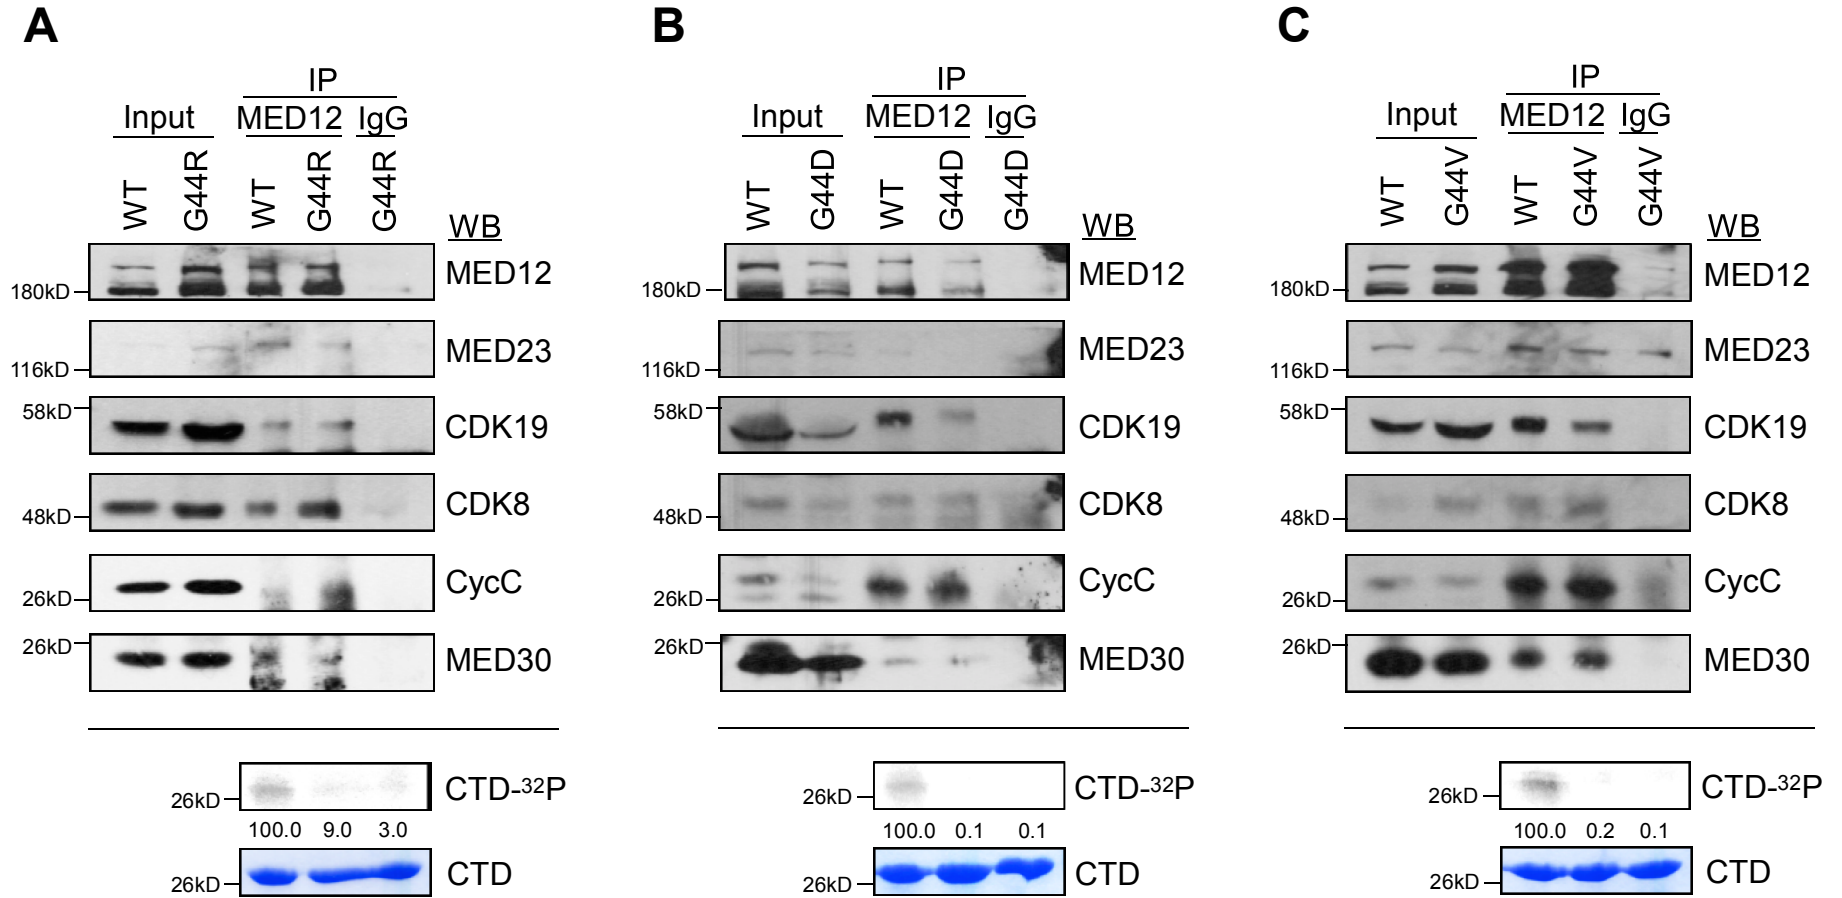 A
IP
Input MED12 IgG
WT G44R WT G44R G44R
WB
180kD MED12
116kD MED23
58kD CDK19
48kD CDK8
26kD CycC
26kD MED30
26kD CTD-³²P
100.0 9.0 3.0
26kD CTD
B
IP
Input MED12 IgG
WT G44D WT G44D G44D
WB
180kD MED12
116kD MED23
58kD CDK19
48kD CDK8
26kD CycC
26kD MED30
26kD CTD-³²P
100.0 0.1 0.1
26kD CTD
C
IP
Input MED12 IgG
WT G44V WT G44V G44V
WB
180kD MED12
116kD MED23
58kD CDK19
48kD CDK8
26kD CycC
26kD MED30
26kD CTD-³²P
100.0 0.2 0.1
26kD CTD